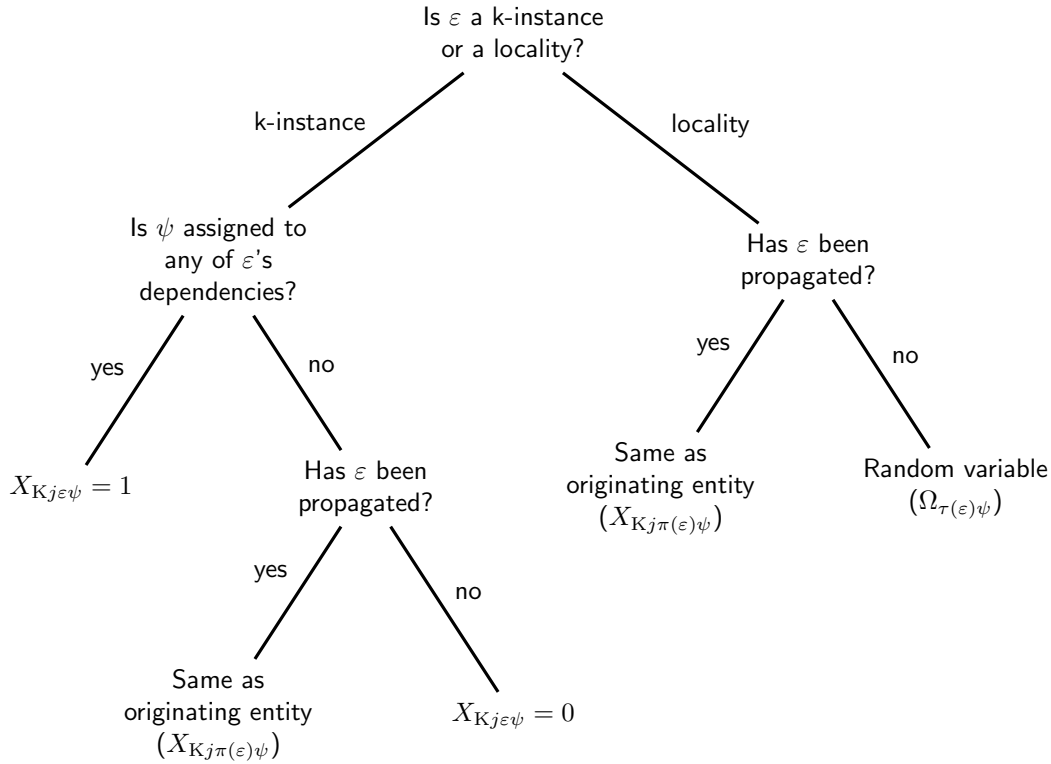 Is ε a k-instance
or a locality?
k-instance
locality
Is ψ assigned to
any of ε's
dependencies?
Has ε been
propagated?
yes
no
yes
no
X_{Kjεψ} = 1
Has ε been
propagated?
Same as
originating entity
(X_{Kjπ(ε)ψ})
Random variable
(Ω_{τ(ε)ψ})
yes
no
Same as
originating entity
(X_{Kjπ(ε)ψ})
X_{Kjεψ} = 0